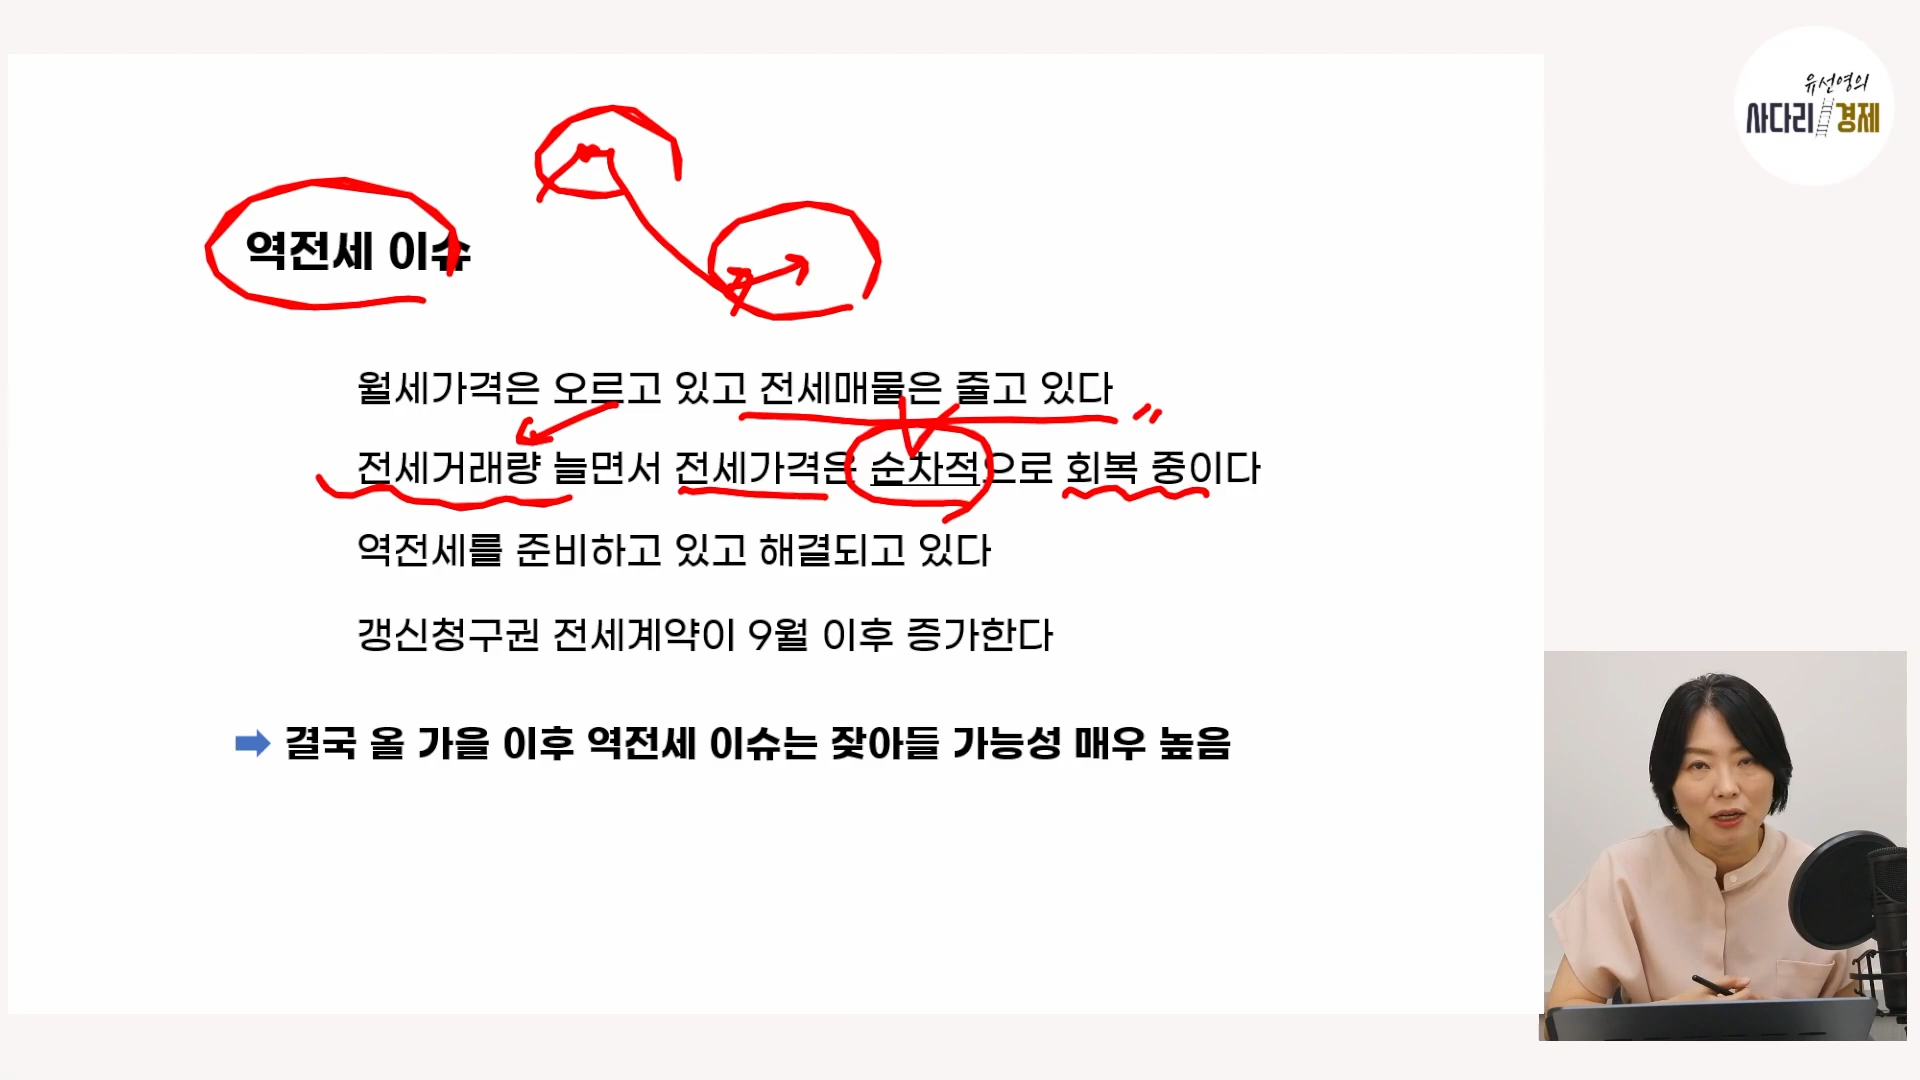 유선영의
사다리 경제
역전세 이슈
월세가격은 오르고 있고 전세매물은 줄고 있다
전세거래량 늘면서 전세가격은 순차적으로 회복 중이다
역전세를 준비하고 있고 해결되고 있다
갱신청구권 전세계약이 9월 이후 증가한다
결국 올 가을 이후 역전세 이슈는 잦아들 가능성 매우 높음